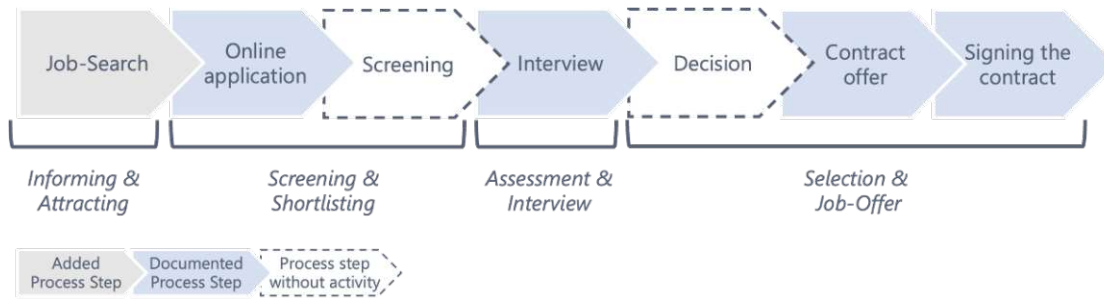 Job-Search
Online
application
Screening
Interview
Decision
Contract
offer
Signing the
contract
Informing &
Attracting
Screening &
Shortlisting
Assessment &
Interview
Selection &
Job-Offer
Added
Process Step
Documented
Process Step
Process step
without activity